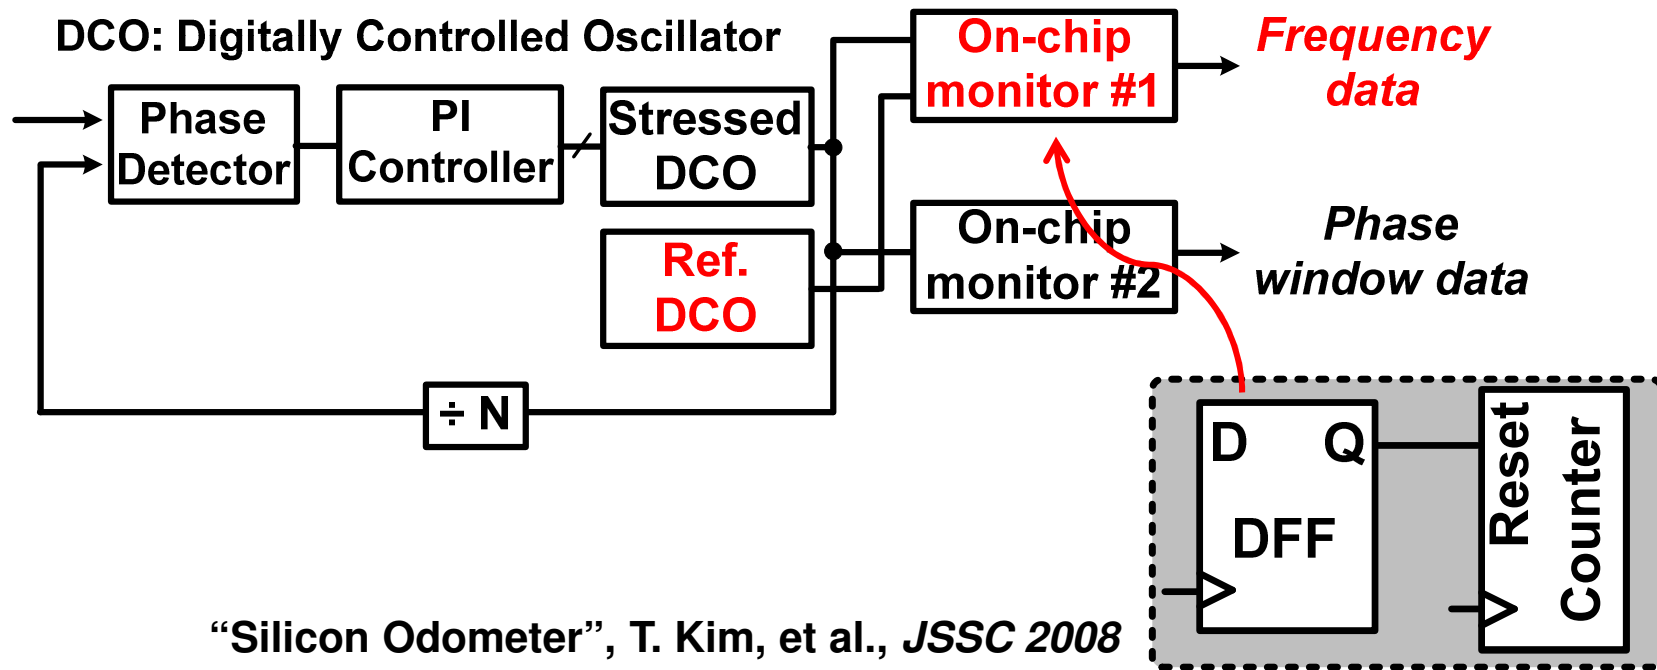 DCO: Digitally Controlled Oscillator
Phase
Detector
PI
Controller
Stressed
DCO
Ref.
DCO
÷ N
On-chip
monitor #1
Frequency
data
On-chip
monitor #2
Phase
window data
D Q
DFF
Reset
Counter
“Silicon Odometer”, T. Kim, et al., JSSC 2008